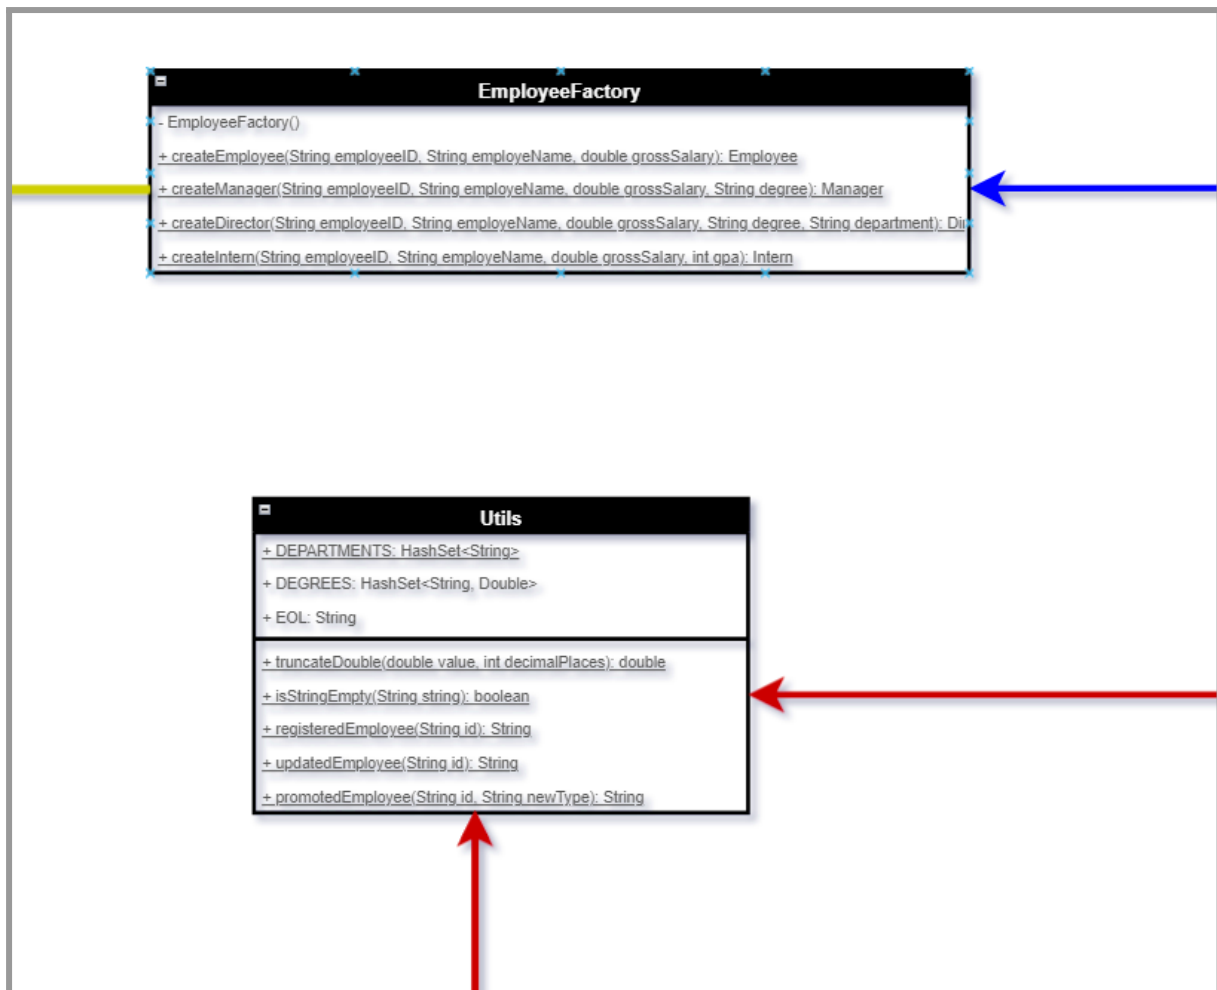 EmployeeFactory
- EmployeeFactory()
+ createEmployee(String employeeID, String employeName, double grossSalary): Employee
+ createManager(String employeeID, String employeName, double grossSalary, String degree): Manager
+ createDirector(String employeeID, String employeName, double grossSalary, String degree, String department): Dir
+ createIntern(String employeeID, String employeName, double grossSalary, int gpa): Intern
Utils
+ DEPARTMENTS: HashSet<String>
+ DEGREES: HashSet<String, Double>
+ EOL: String
+ truncateDouble(double value, int decimalPlaces): double
+ isStringEmpty(String string): boolean
+ registeredEmployee(String id): String
+ updatedEmployee(String id): String
+ promotedEmployee(String id, String newType): String